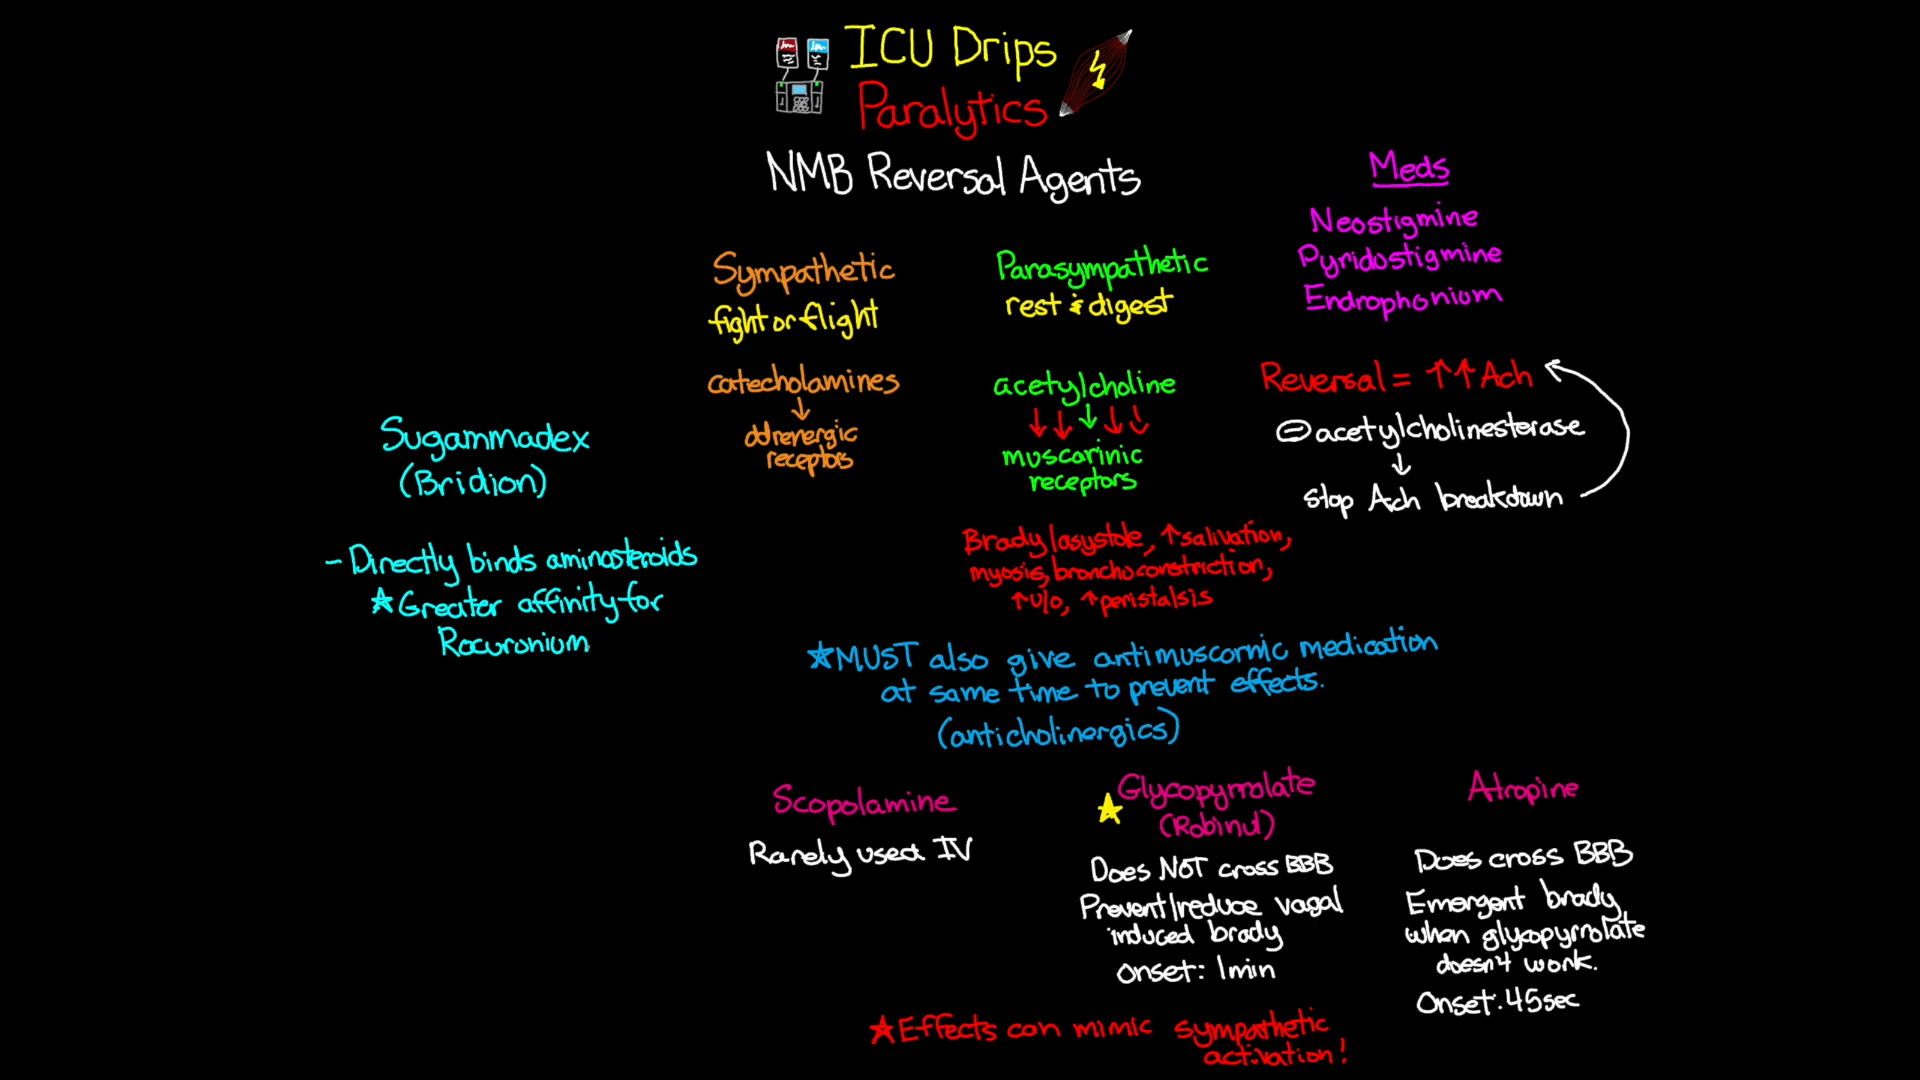 ICU Drips
Paralytics
NMB Reversal Agents
Meds
Neostigmine
Pyridostigmine
Endrophonium
Sympathetic
fight or flight
catecholamines
↓
adrenergic
receptors
Parasympathetic
rest & digest
acetylcholine
↓↓↓↓↓
muscarinic
receptors
Brady/asystole, ↑salivation,
myosis, bronchoconstriction,
↑u/o, ↑peristalsis
Reversal = ↑↑Ach
⊖acetylcholinesterase
↓
stop Ach breakdown
Sugammadex
(Bridion)
- Directly binds aminosteroids
★Greater affinity for
Rocuronium
★MUST also give antimuscarinic medication
at same time to prevent effects.
(anticholinergics)
Scopolamine
Rarely used IV
★Glycopyrrolate
(Robinul)
Does NOT cross BBB
Prevent/reduce vagal
induced brady
Onset: 1min
Atropine
Does cross BBB
Emergent brady
when glycopyrrolate
doesn't work.
Onset: 45sec
★Effects can mimic sympathetic
activation!